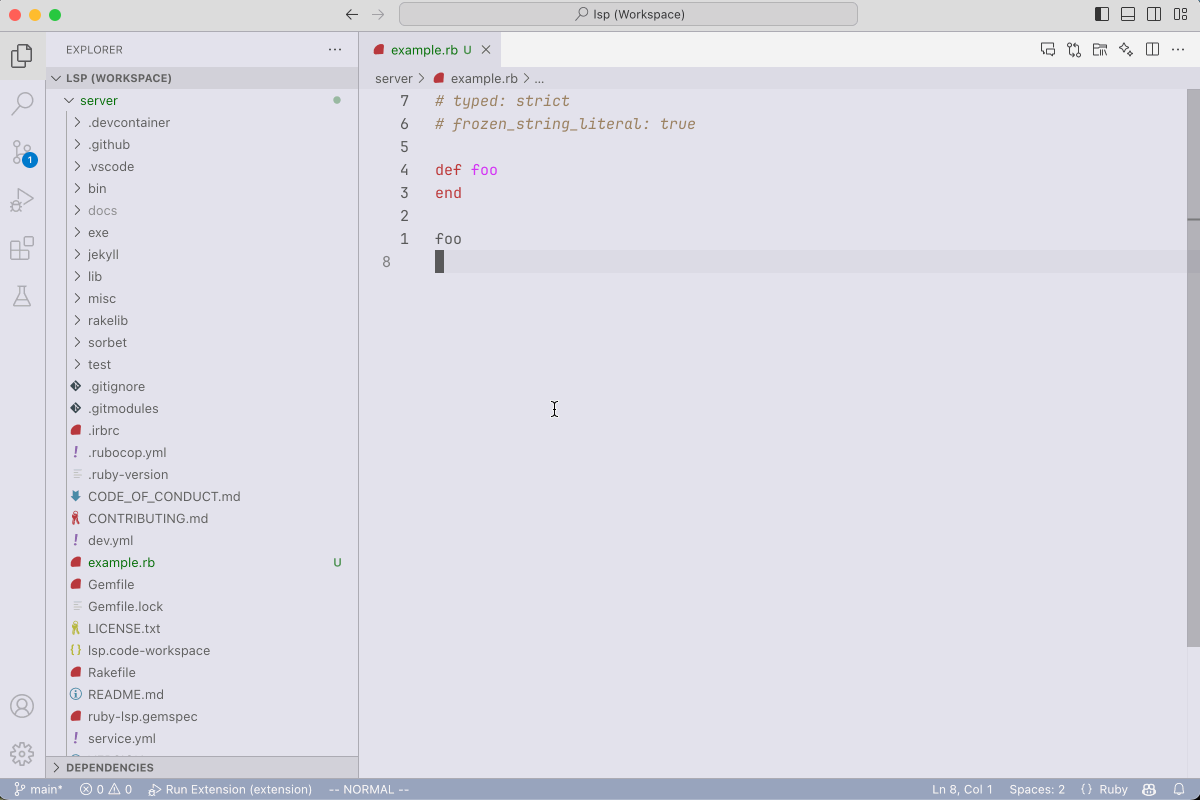 lsp (Workspace)
EXPLORER
LSP (WORKSPACE)
server
.devcontainer
.github
.vscode
bin
docs
exe
jekyll
lib
misc
rakelib
sorbet
test
.gitignore
.gitmodules
.irbrc
! .rubocop.yml
.ruby-version
CODE_OF_CONDUCT.md
CONTRIBUTING.md
! dev.yml
example.rb U
Gemfile
Gemfile.lock
LICENSE.txt
{} lsp.code-workspace
Rakefile
README.md
ruby-lsp.gemspec
! service.yml
DEPENDENCIES
1
example.rb U
server > example.rb > ...
7 # typed: strict
6 # frozen_string_literal: true
5
4 def foo
3 end
2
1 foo
8
main* 0 0 Run Extension (extension) -- NORMAL -- Ln 8, Col 1 Spaces: 2 {} Ruby